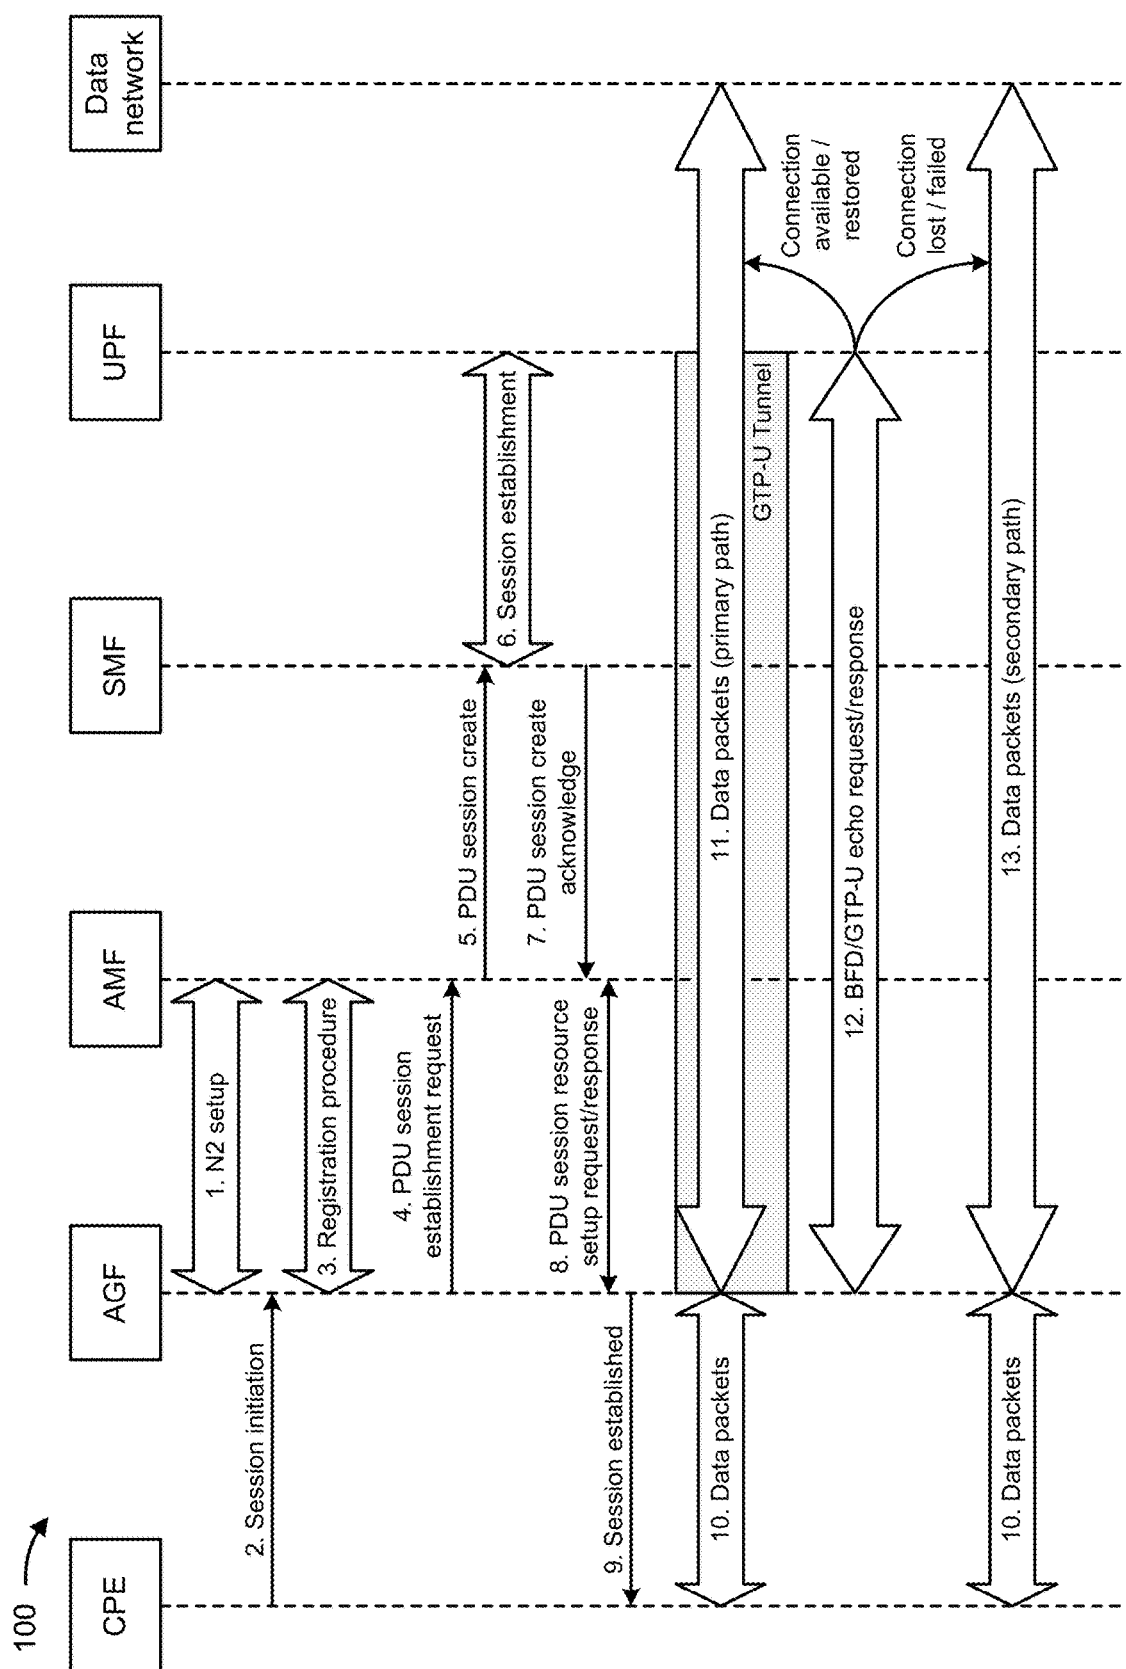 100
CPE
AGF
AMF
SMF
UPF
Data
network
1. N2 setup
2. Session initiation
3. Registration procedure
4. PDU session
establishment request
5. PDU session create
6. Session establishment
7. PDU session create
acknowledge
8. PDU session resource
setup request/response
9. Session established
10. Data packets
11. Data packets (primary path)
GTP-U Tunnel
Connection
available /
restored
12. BFD/GTP-U echo request/response
Connection
lost / failed
10. Data packets
13. Data packets (secondary path)